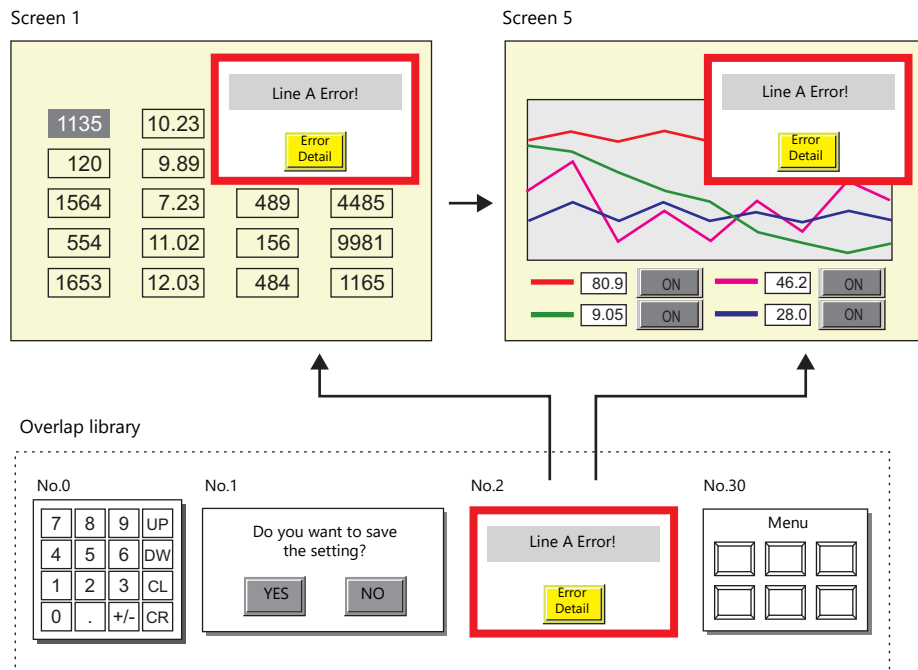 Screen 1
Line A Error!
Error
Detail
1135 10.23
120 9.89
1564 7.23 489 4485
554 11.02 156 9981
1653 12.03 484 1165
Screen 5
Line A Error!
Error
Detail
80.9 ON 46.2 ON
9.05 ON 28.0 ON
Overlap library
No.0
7 8 9 UP
4 5 6 DW
1 2 3 CL
0 . +/- CR
No.1
Do you want to save
the setting?
YES NO
No.2
Line A Error!
Error
Detail
No.30
Menu